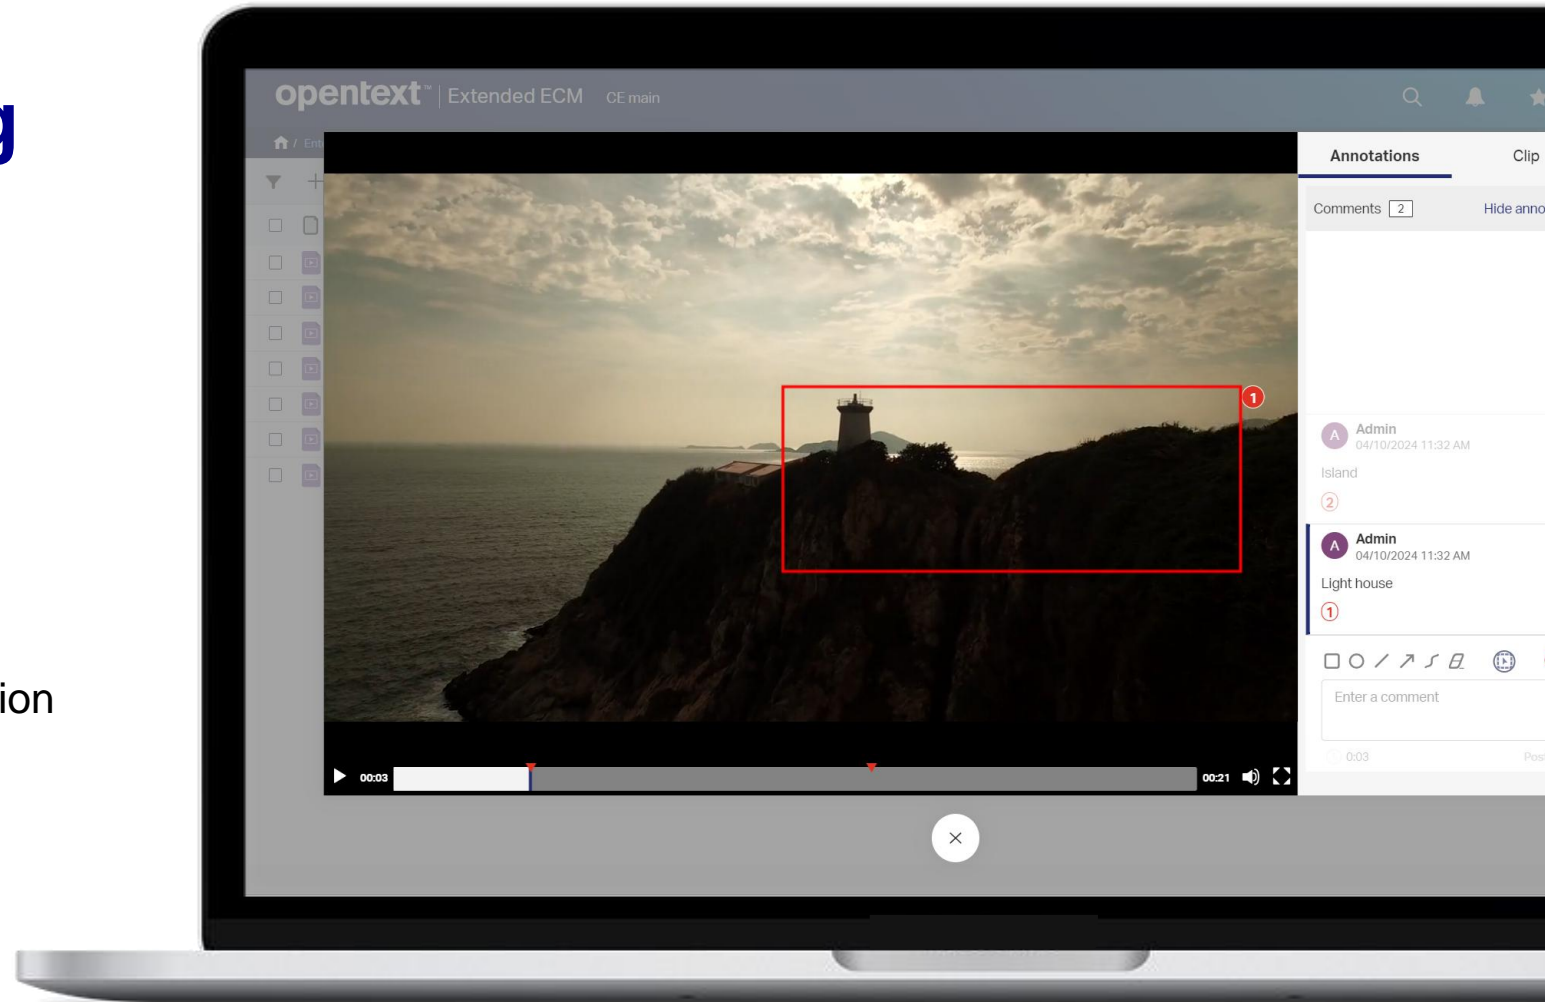 opentext™ | Extended ECM CE main
Annotations Clip
Comments 2 Hide anno
1
Admin
04/10/2024 11:32 AM
Island
2
A Admin
04/10/2024 11:32 AM
Light house
1
Enter a comment
0:03 Pos
00:03 00:21
g
ion